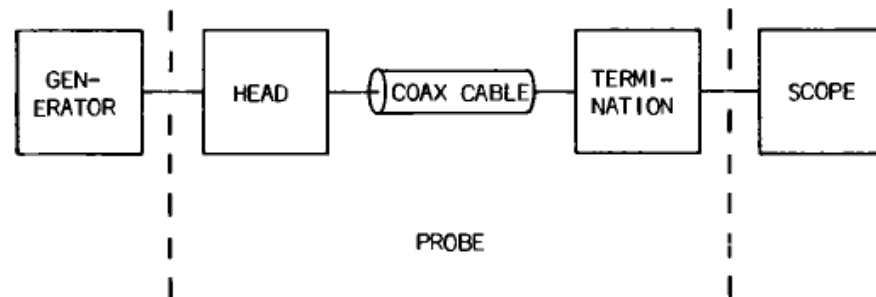 GEN-
ERATOR
HEAD
COAX CABLE
TERMI-
NATION
SCOPE
PROBE